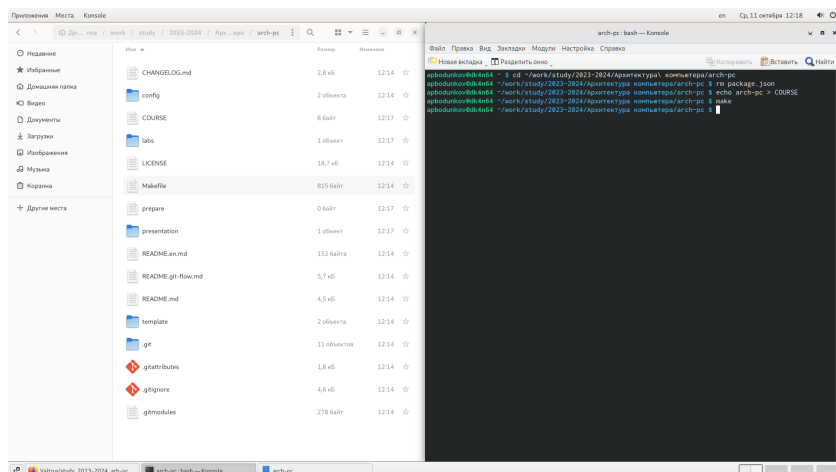 Приложения Места Konsole en Ср, 11 октября 12:18
work / study / 2023-2024 / Арх...ера / arch-pc
arch-pc : bash — Konsole
Файл Правка Вид Закладки Модули Настройка Справка
Новая вкладка Разделить окно Копировать Вставить Найти
Имя Размер Изменено
Недавние
Избранные
Домашняя папка
Видео
Документы
Загрузки
Изображения
Музыка
Корзина
Другие места
CHANGELOG.md 2,8 кБ 12:14
config 2 объекта 12:14
COURSE 8 байт 12:17
labs 1 объект 12:17
LICENSE 18,7 кБ 12:14
Makefile 815 байт 12:14
prepare 0 байт 12:17
presentation 1 объект 12:17
README.en.md 152 байта 12:14
README.git-flow.md 5,7 кБ 12:14
README.md 4,5 кБ 12:14
template 2 объекта 12:14
.git 11 объектов 12:14
.gitattributes 1,8 кБ 12:14
.gitignore 4,6 кБ 12:14
.gitmodules 278 байт 12:14
apbodunkov@dk4n64 ~ $ cd ~/work/study/2023-2024/Архитектура\ компьютера/arch-pc
apbodunkov@dk4n64 ~/work/study/2023-2024/Архитектура компьютера/arch-pc $ rm package.json
apbodunkov@dk4n64 ~/work/study/2023-2024/Архитектура компьютера/arch-pc $ echo arch-pc > COURSE
apbodunkov@dk4n64 ~/work/study/2023-2024/Архитектура компьютера/arch-pc $ make
apbodunkov@dk4n64 ~/work/study/2023-2024/Архитектура компьютера/arch-pc $
arch-pc : bash — Konsole
arch-pc